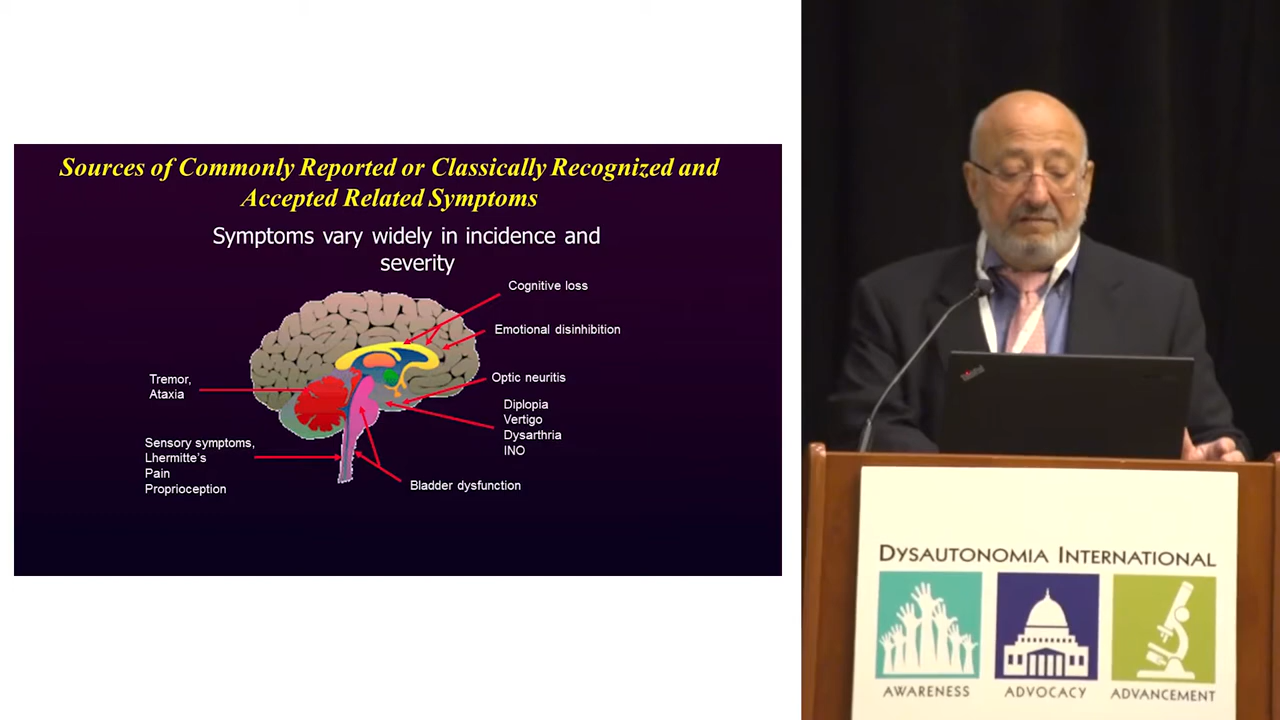 Sources of Commonly Reported or Classically Recognized and
Accepted Related Symptoms
Symptoms vary widely in incidence and
severity
Cognitive loss
Emotional disinhibition
Optic neuritis
Diplopia
Vertigo
Dysarthria
INO
Tremor,
Ataxia
Sensory symptoms,
Lhermitte's
Pain
Proprioception
Bladder dysfunction
ThinkPad
DYSAUTONOMIA INTERNATIONAL
AWARENESS
ADVOCACY
ADVANCEMENT